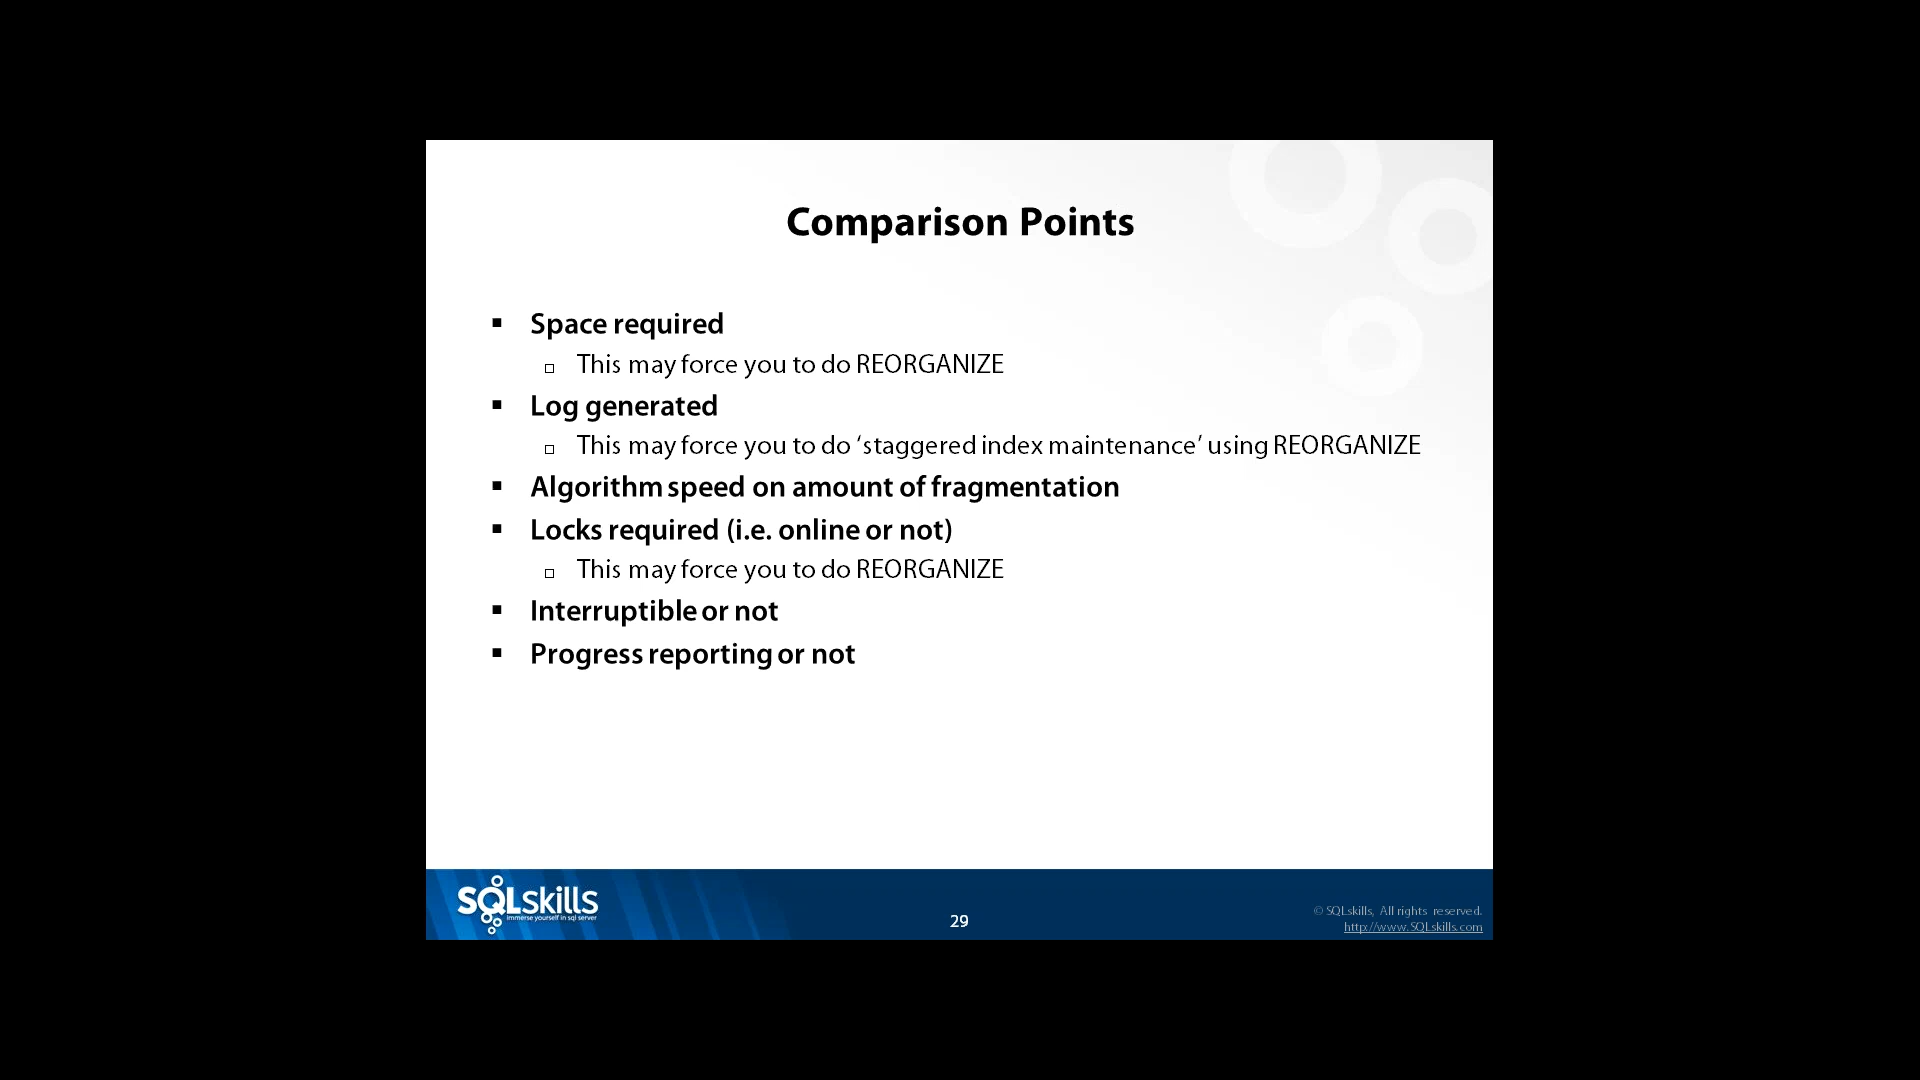 Comparison Points
Space required
This may force you to do REORGANIZE
Log generated
This may force you to do ‘staggered index maintenance’ using REORGANIZE
Algorithm speed on amount of fragmentation
Locks required (i.e. online or not)
This may force you to do REORGANIZE
Interruptible or not
Progress reporting or not
SQLskills
immerse yourself in sql server
29
© SQLskills, All rights reserved.
http://www.SQLskills.com